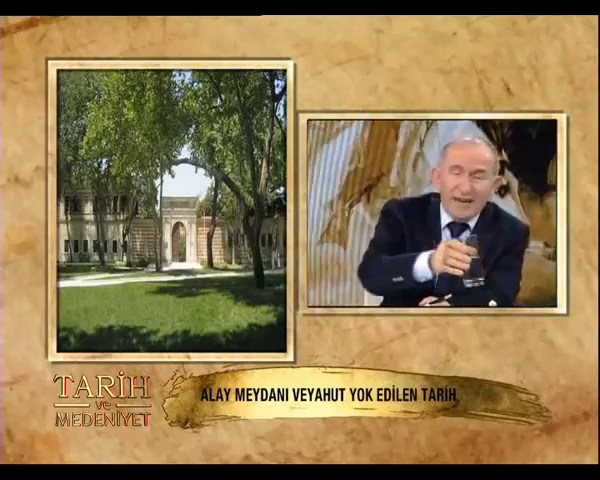 TARİH
ve
MEDENİYET
ALAY MEYDANI VEYAHUT YOK EDİLEN TARİH